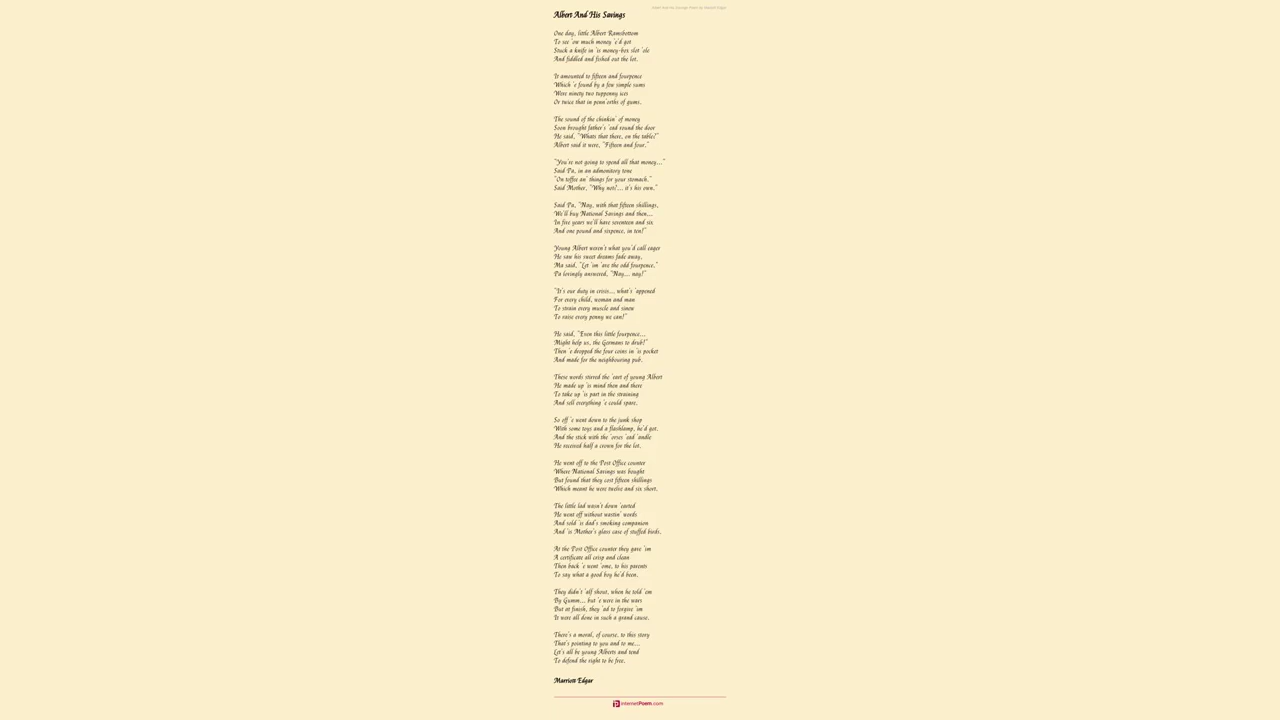 Albert And His Savings Poem by Marriott Edgar
Albert And His Savings
One day, little Albert Ramsbottom
To see 'ow much money 'e'd got
Stuck a knife in 'is money-box slot 'ole
And fiddled and fished out the lot.
It amounted to fifteen and fourpence
Which 'e found by a few simple sums
Were ninety two tuppenny ices
Or twice that in penn'orths of gums.
The sound of the chinkin' of money
Soon brought father's 'ead round the door
He said, "Whats that there, on the table?"
Albert said it were, "Fifteen and four."
"You're not going to spend all that money..."
Said Pa, in an admonitory tone
"On toffee an' things for your stomach."
Said Mother, "Why not?... it's his own."
Said Pa, "Nay, with that fifteen shillings,
We'll buy National Savings and then...
In five years we'll have seventeen and six
And one pound and sixpence, in ten!"
Young Albert weren't what you'd call eager
He saw his sweet dreams fade away,
Ma said, "Let 'im 'ave the odd fourpence,"
Pa lovingly answered, "Nay... nay!"
"It's our duty in crisis... what's 'appened
For every child, woman and man
To strain every muscle and sinew
To raise every penny we can!"
He said, "Even this little fourpence...
Might help us, the Germans to drub!"
Then 'e dropped the four coins in 'is pocket
And made for the neighbouring pub.
These words stirred the 'eart of young Albert
He made up 'is mind then and there
To take up 'is part in the straining
And sell everything 'e could spare.
So off 'e went down to the junk shop
With some toys and a flashlamp, he'd got.
And the stick with the 'orses 'ead 'andle
He received half a crown for the lot.
He went off to the Post Office counter
Where National Savings was bought
But found that they cost fifteen shillings
Which meant he were twelve and six short.
The little lad wasn't down 'earted
He went off without wastin' words
And sold 'is dad's smoking companion
And 'is Mother's glass case of stuffed birds.
At the Post Office counter they gave 'im
A certificate all crisp and clean
Then back 'e went 'ome, to his parents
To say what a good boy he'd been.
They didn't 'alf shout, when he told 'em
By Gumm... but 'e were in the wars
But at finish, they 'ad to forgive 'im
It were all done in such a grand cause.
There's a moral, of course, to this story
That's pointing to you and to me...
Let's all be young Alberts and tend
To defend the right to be free.
Marriott Edgar
InternetPoem.com